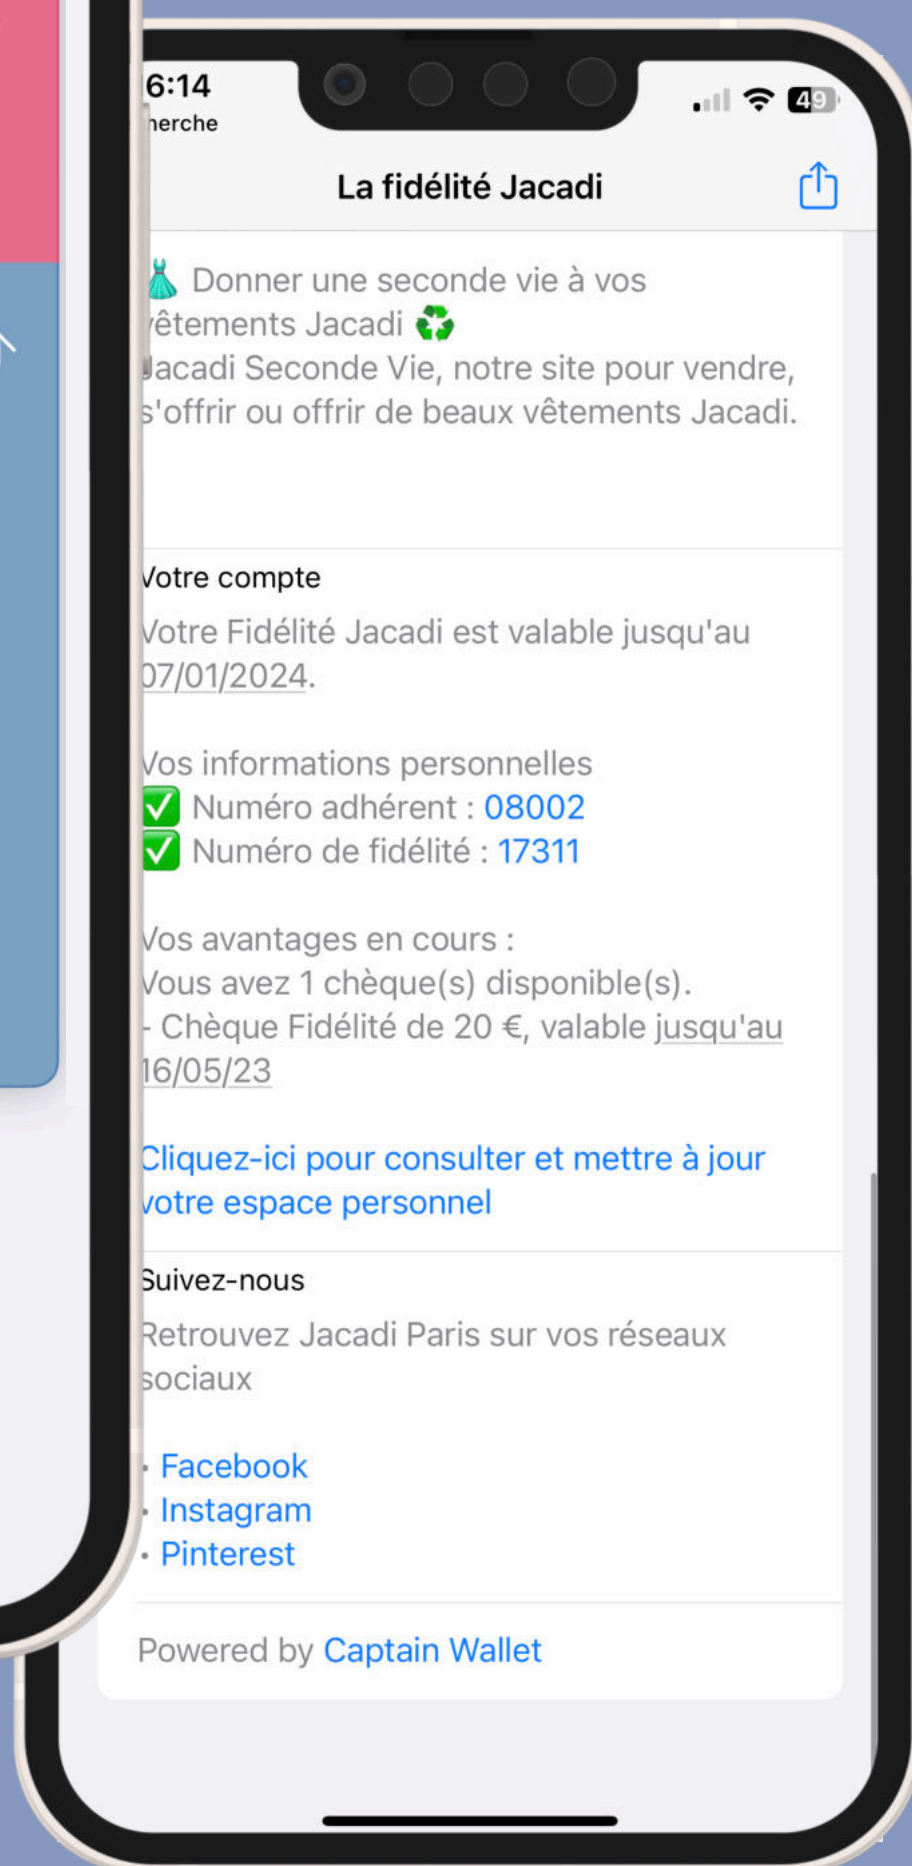 6:14
herche
49
La fidélité Jacadi
Donner une seconde vie à vos
vêtements Jacadi
Jacadi Seconde Vie, notre site pour vendre,
s'offrir ou offrir de beaux vêtements Jacadi.
Votre compte
Votre Fidélité Jacadi est valable jusqu'au
07/01/2024.
Vos informations personnelles
✅ Numéro adhérent : 08002
✅ Numéro de fidélité : 17311
Vos avantages en cours :
Vous avez 1 chèque(s) disponible(s).
- Chèque Fidélité de 20 €, valable jusqu'au
16/05/23
Cliquez-ici pour consulter et mettre à jour
votre espace personnel
Suivez-nous
Retrouvez Jacadi Paris sur vos réseaux
sociaux
• Facebook
• Instagram
• Pinterest
Powered by Captain Wallet